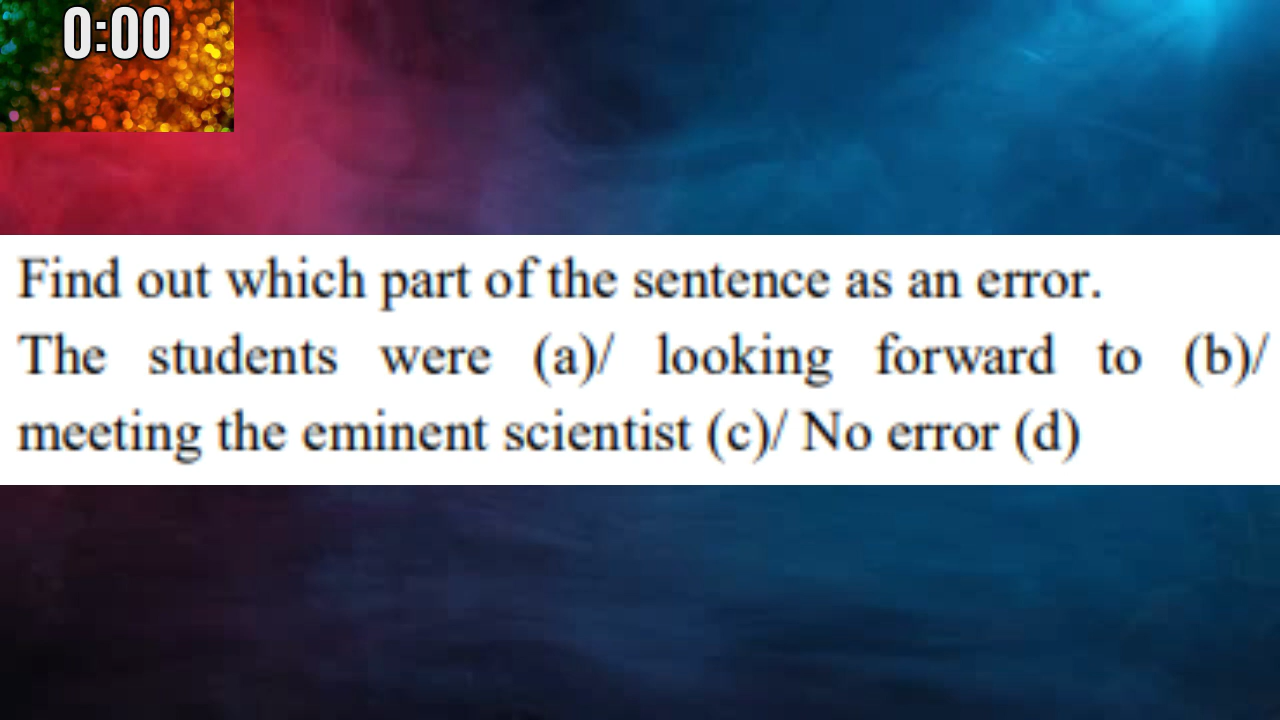 0:00
Find out which part of the sentence as an error.
The students were (a)/ looking forward to (b)/
meeting the eminent scientist (c)/ No error (d)